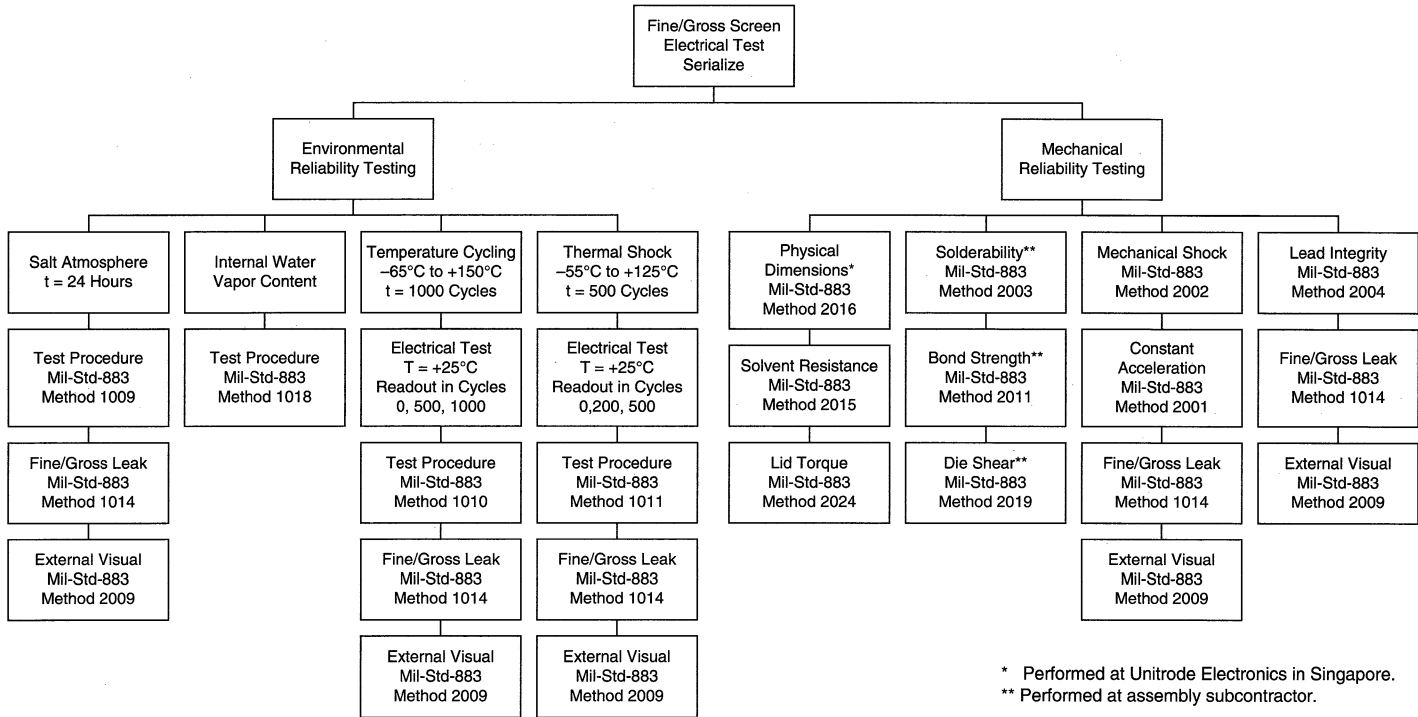 Fine/Gross Screen
Electrical Test
Serialize
Environmental
Reliability Testing
Mechanical
Reliability Testing
Salt Atmosphere
t = 24 Hours
Internal Water
Vapor Content
Temperature Cycling
–65°C to +150°C
t = 1000 Cycles
Thermal Shock
–55°C to +125°C
t = 500 Cycles
Physical
Dimensions*
Mil-Std-883
Method 2016
Solderability**
Mil-Std-883
Method 2003
Mechanical Shock
Mil-Std-883
Method 2002
Lead Integrity
Mil-Std-883
Method 2004
Test Procedure
Mil-Std-883
Method 1009
Test Procedure
Mil-Std-883
Method 1018
Electrical Test
T = +25°C
Readout in Cycles
0, 500, 1000
Electrical Test
T = +25°C
Readout in Cycles
0,200, 500
Solvent Resistance
Mil-Std-883
Method 2015
Bond Strength**
Mil-Std-883
Method 2011
Constant
Acceleration
Mil-Std-883
Method 2001
Fine/Gross Leak
Mil-Std-883
Method 1014
Fine/Gross Leak
Mil-Std-883
Method 1014
Test Procedure
Mil-Std-883
Method 1010
Test Procedure
Mil-Std-883
Method 1011
Lid Torque
Mil-Std-883
Method 2024
Die Shear**
Mil-Std-883
Method 2019
Fine/Gross Leak
Mil-Std-883
Method 1014
External Visual
Mil-Std-883
Method 2009
External Visual
Mil-Std-883
Method 2009
Fine/Gross Leak
Mil-Std-883
Method 1014
Fine/Gross Leak
Mil-Std-883
Method 1014
External Visual
Mil-Std-883
Method 2009
External Visual
Mil-Std-883
Method 2009
External Visual
Mil-Std-883
Method 2009
* Performed at Unitrode Electronics in Singapore.
** Performed at assembly subcontractor.